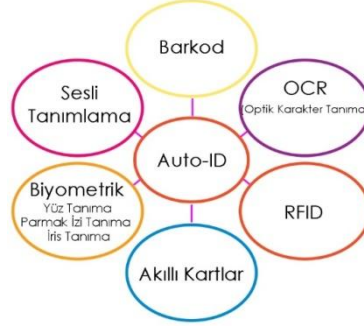 Barkod
OCR
(Optik Karakter Tanıma
RFID
Akıllı Kartlar
Biyometrik
Yüz Tanıma
Parmak İzi Tanıma
İris Tanıma
Sesli
Tanımlama
Auto-ID